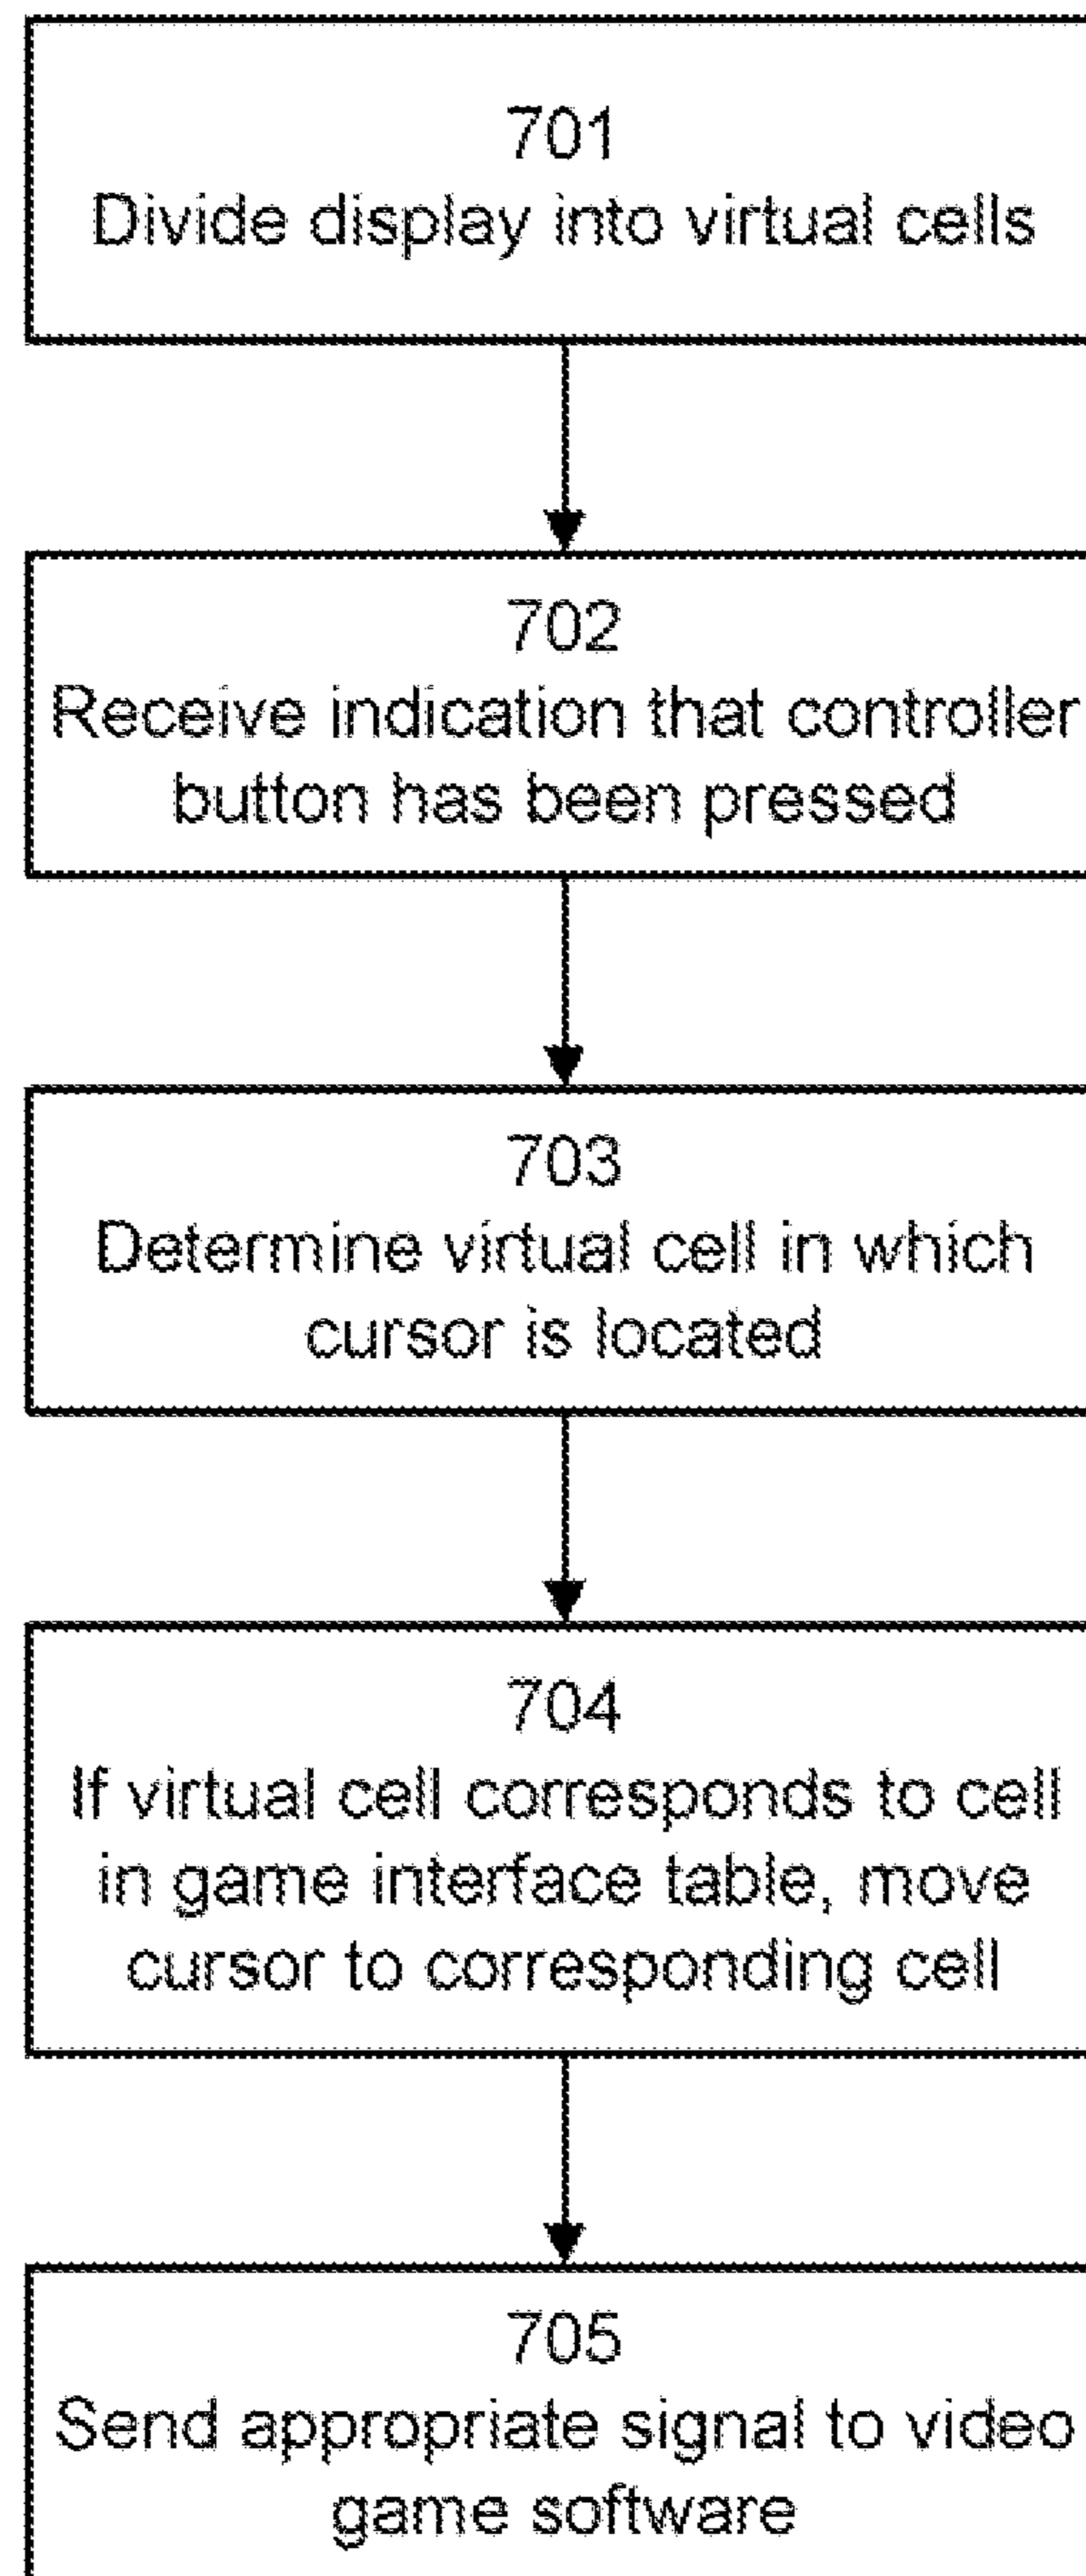 701
Divide display into virtual cells
702
Receive indication that controller
button has been pressed
703
Determine virtual cell in which
cursor is located
704
If virtual cell corresponds to cell
in game interface table, move
cursor to corresponding cell
705
Send appropriate signal to video
game software